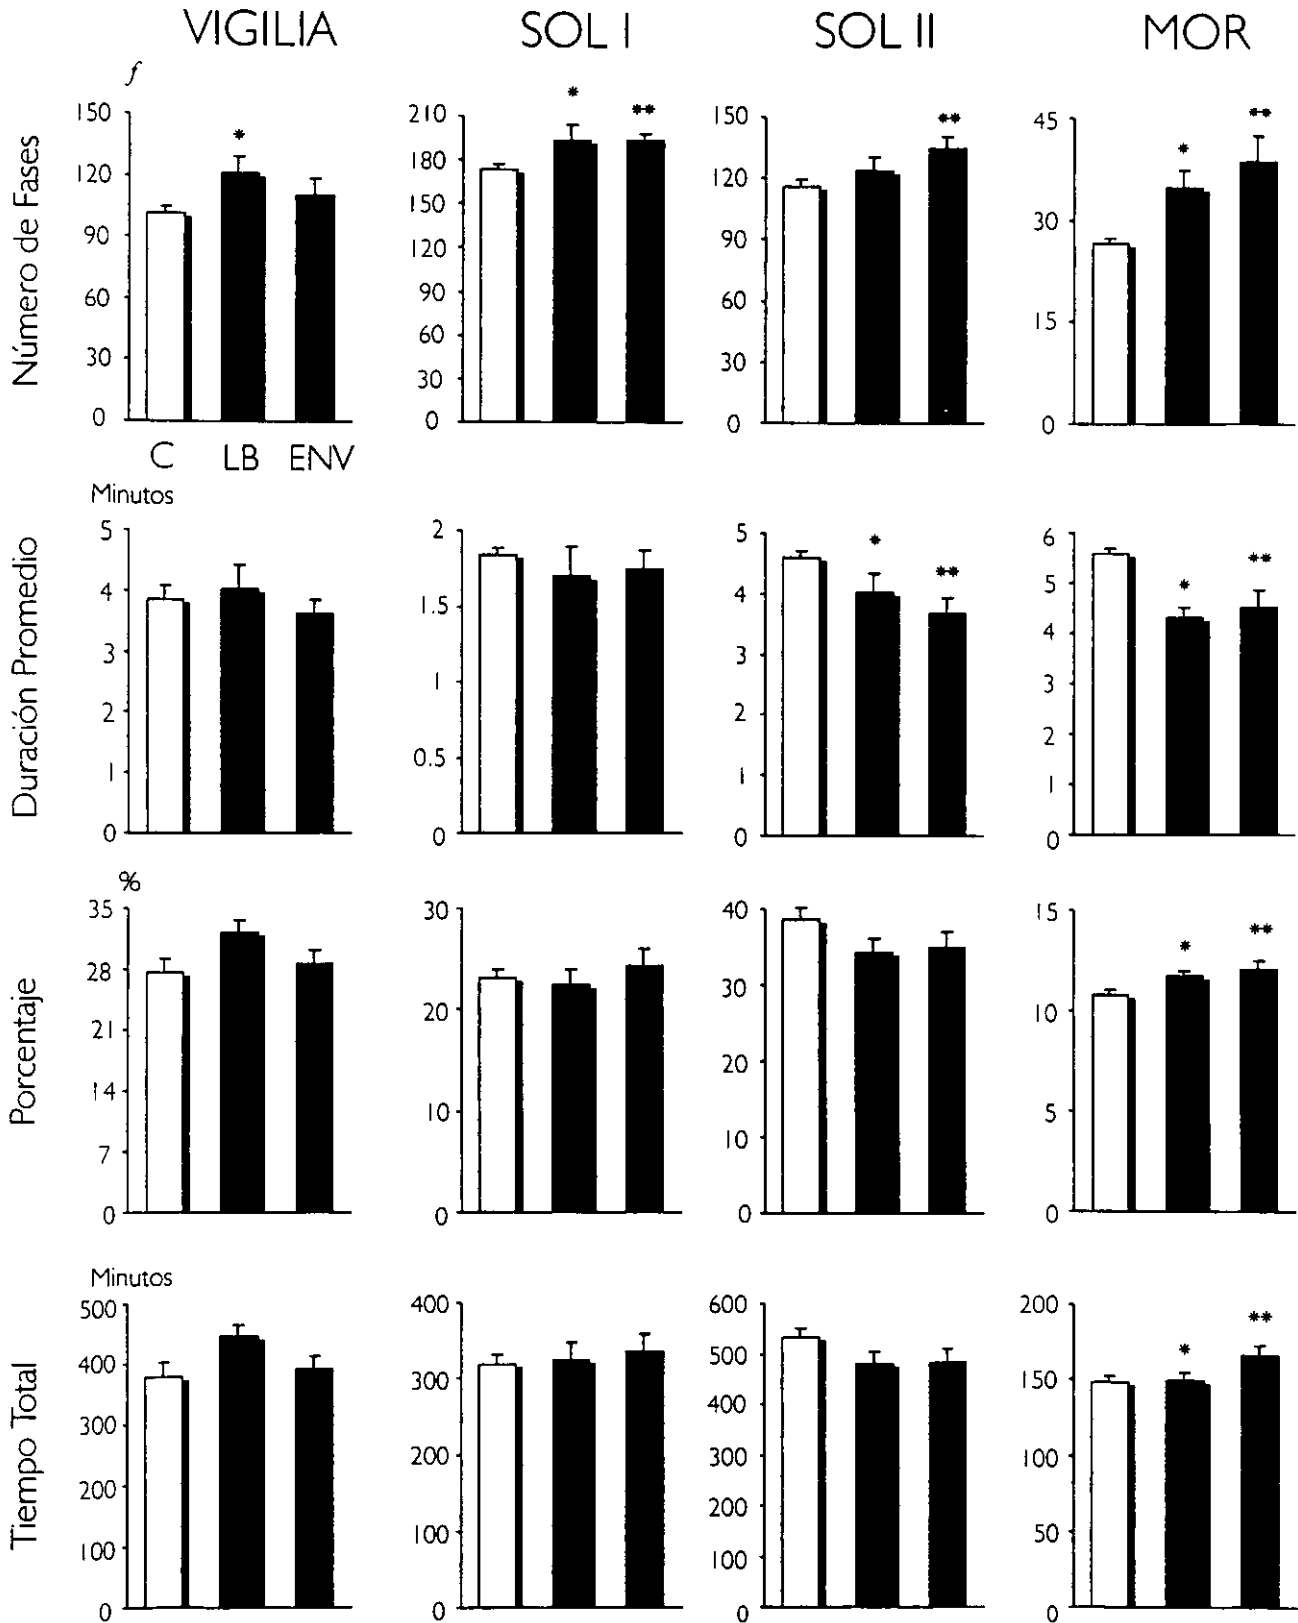 VIGILIA SOL I SOL II MOR
f
Número de Fases
150 120 90 60 30 0
*
C LB ENV
210 180 150 120 90 60 30 0
* **
150 120 90 60 30 0
**
45 30 15 0
* **
Minutos
Duración Promedio
5 4 3 2 1 0
2 1.5 1 0.5 0
5 4 3 2 1 0
* **
6 5 4 3 2 1 0
* **
%
Porcentaje
35 28 21 14 7 0
30 20 10 0
40 30 20 10 0
15 10 5 0
* **
Minutos
Tiempo Total
500 400 300 200 100 0
400 300 200 100 0
600 500 400 300 200 100 0
200 150 100 50 0
* **